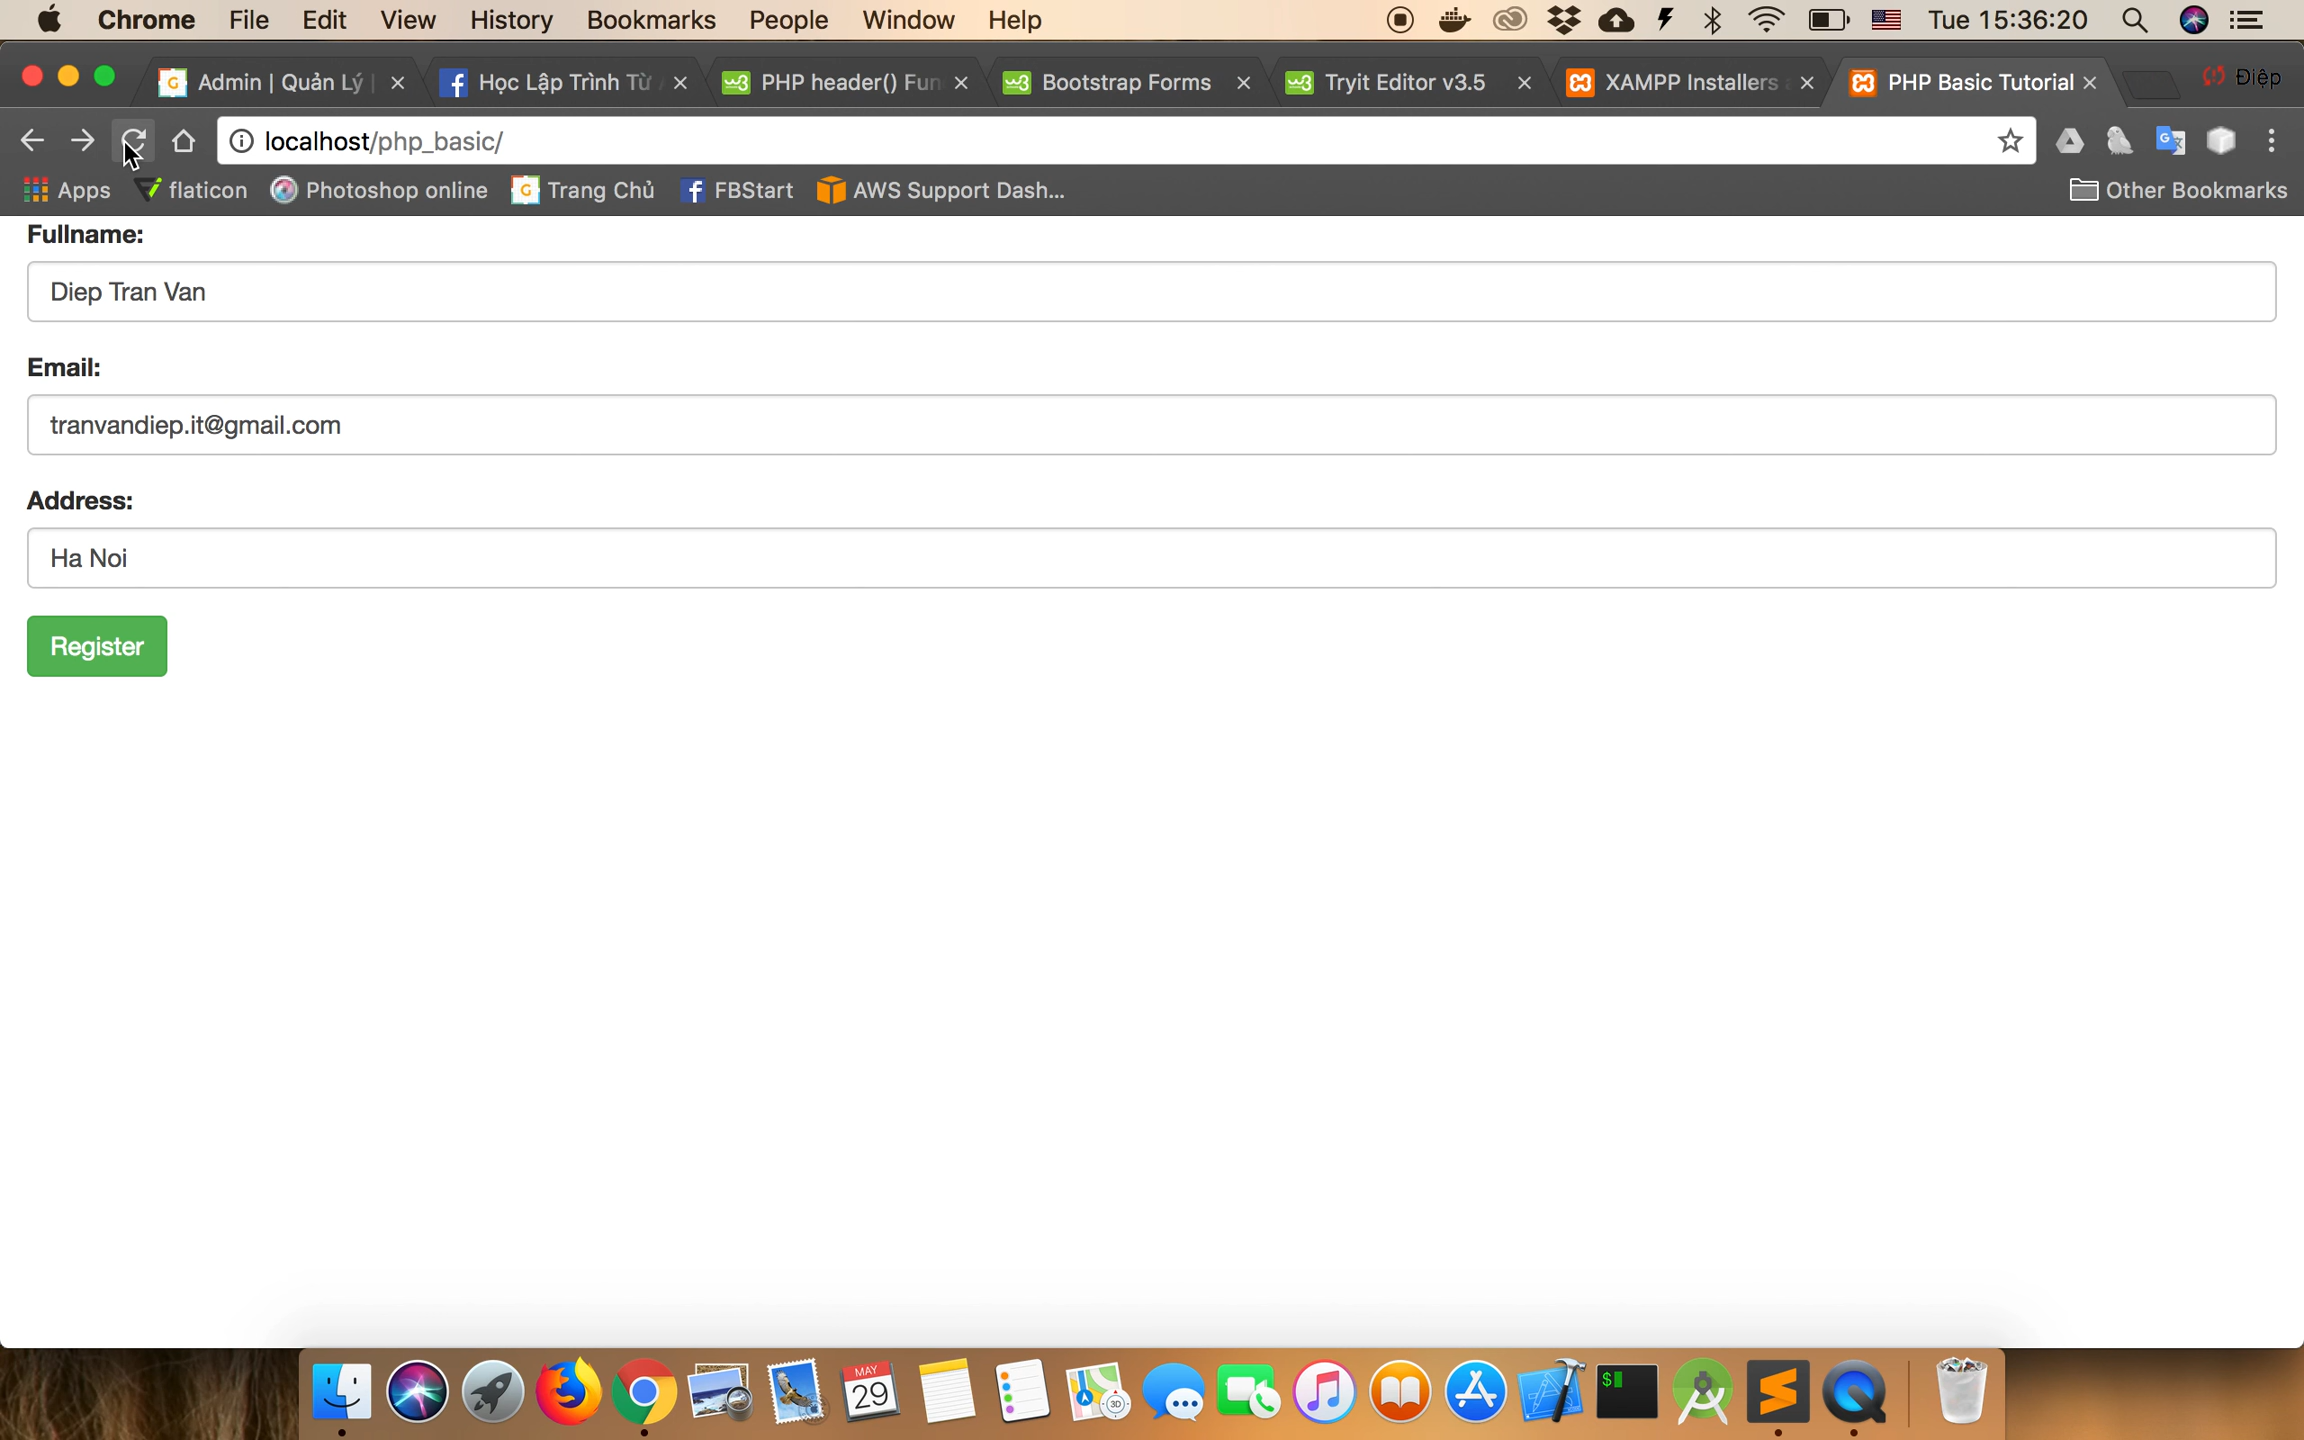 Chrome File Edit View History Bookmarks People Window Help Tue 15:36:20
Admin | Quản Lý Học Lập Trình Từ PHP header() Fun Bootstrap Forms Tryit Editor v3.5 XAMPP Installers PHP Basic Tutorial Điệp
localhost/php_basic/
Apps flaticon Photoshop online Trang Chủ FBStart AWS Support Dash... Other Bookmarks
Fullname:
Diep Tran Van
Email:
tranvandiep.it@gmail.com
Address:
Ha Noi
Register
MAY
29
3D
$